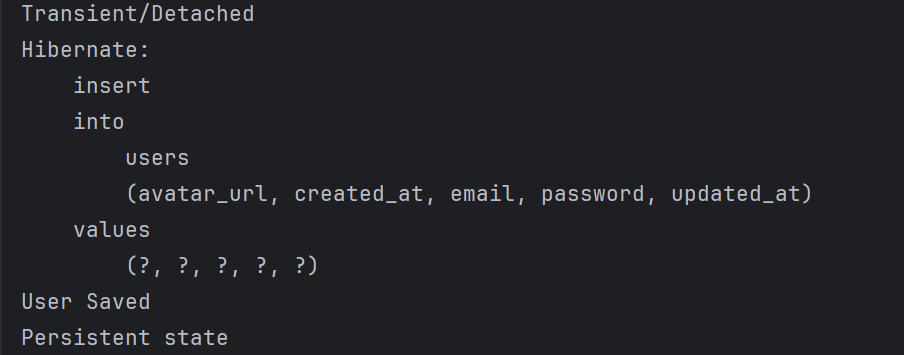 Transient/Detached
Hibernate:
    insert
    into
        users
        (avatar_url, created_at, email, password, updated_at)
    values
        (?, ?, ?, ?, ?)
User Saved
Persistent state